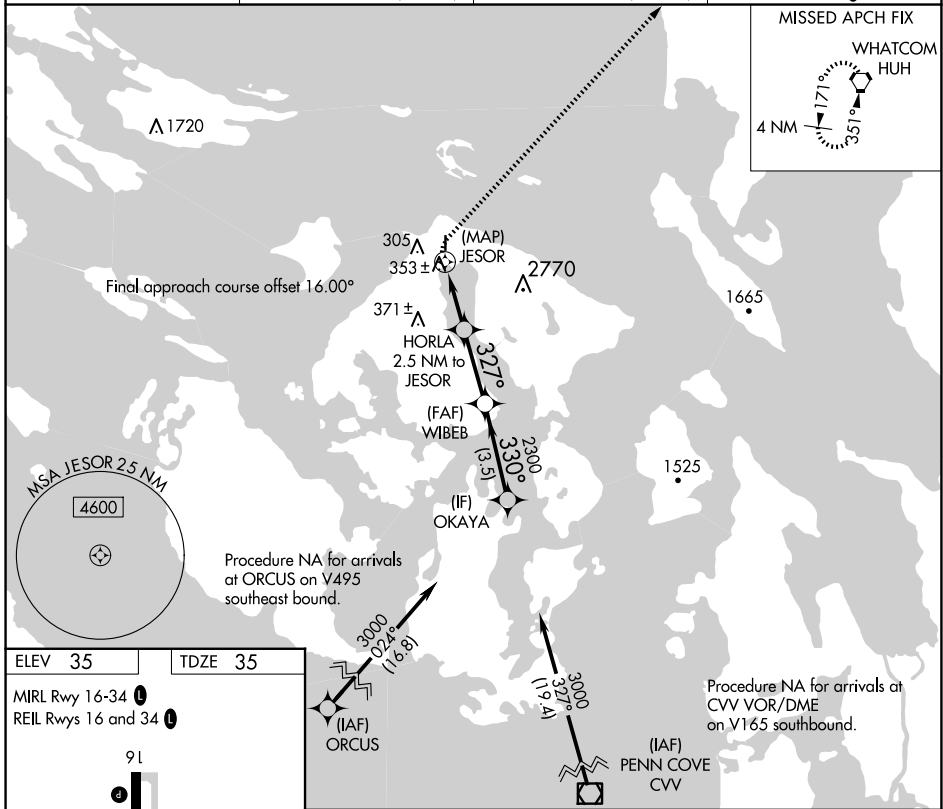 MISSED APCH FIX
WHATCOM
HUH
171°
351°
4 NM
1720
305
353 ±
(MAP)
JESOR
2770
Final approach course offset 16.00°
371 ±
1665
HORLA
2.5 NM to
JESOR
327°
(FAF)
WIBEB
2300
330°
(3.5)
1525
MSA JESOR 25 NM
4600
(IF)
OKAYA
Procedure NA for arrivals
at ORCUS on V495
southeast bound.
3000
024°
(16.8)
3000
327°
(19.4)
ELEV 35
TDZE 35
MIRL Rwy 16-34 L
REIL Rwys 16 and 34 L
(IAF)
ORCUS
Procedure NA for arrivals at
CVV VOR/DME
on V165 southbound.
(IAF)
PENN COVE
CVV
16
P